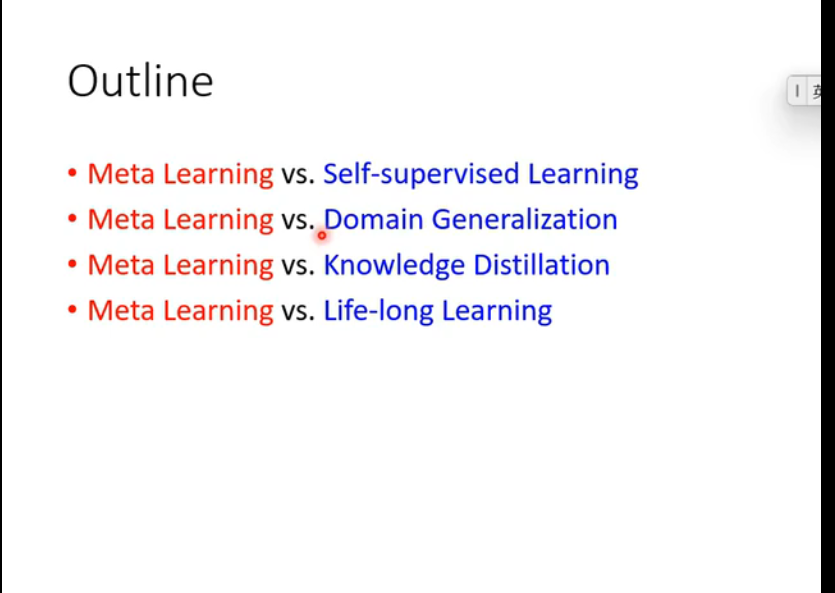 Outline
• Meta Learning vs. Self-supervised Learning
• Meta Learning vs. Domain Generalization
• Meta Learning vs. Knowledge Distillation
• Meta Learning vs. Life-long Learning